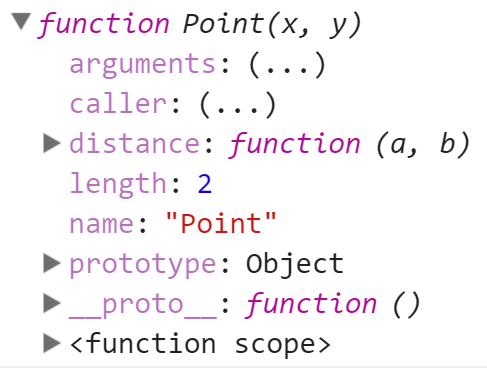 function Point(x, y)
arguments: (...)
caller: (...)
distance: function (a, b)
length: 2
name: "Point"
prototype: Object
__proto__: function ()
<function scope>